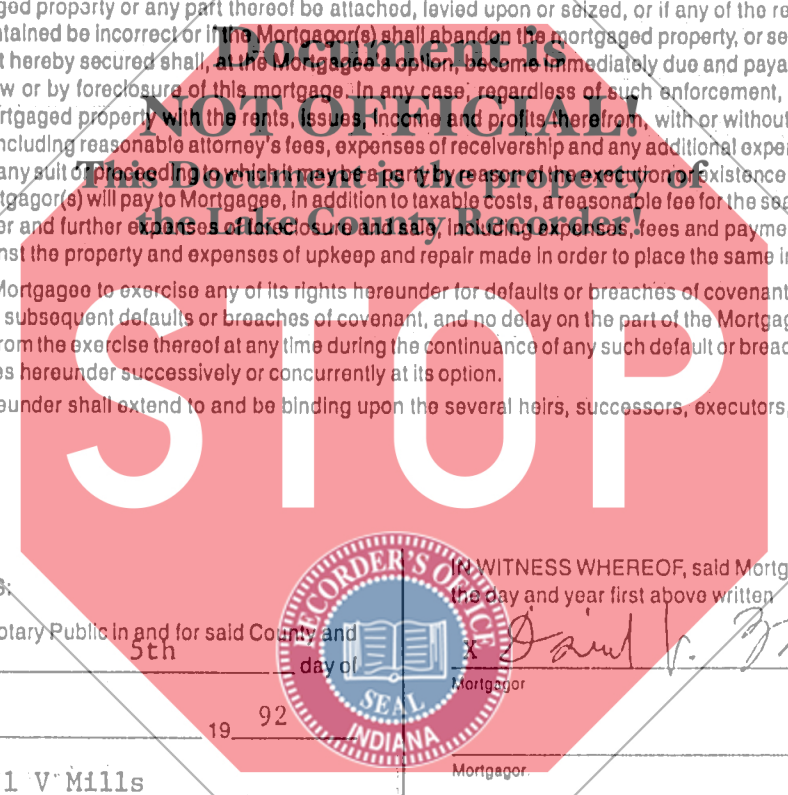 ged property or any part thereof be attached, levied upon or seized, or if any of the re
ntained be incorrect or if the Mortgagor(s) shall abandon the mortgaged property, or se
Document is
t hereby secured shall, at the Mortgagee's option, become immediately due and paya
w or by foreclosure of this mortgage. In any case, regardless of such enforcement,
NOT OFFICIAL!
rtgaged property with the rents, issues, income and profits therefrom, with or without
ncluding reasonable attorney's fees, expenses of receivership and any additional expen
any suit or proceeding to which it may be a party by reason of the execution or existence
This Document is the property of
tgagor(s) will pay to Mortgagee, in addition to taxable costs, a reasonable fee for the sea
the Lake County Recorder!
er and further expenses of foreclosure and sale, including expenses, fees and payme
nst the property and expenses of upkeep and repair made in order to place the same in
Mortgagee to exercise any of its rights hereunder for defaults or breaches of covenant
subsequent defaults or breaches of covenant, and no delay on the part of the Mortgag
rom the exercise thereof at any time during the continuance of any such default or breac
es hereunder successively or concurrently at its option.
eunder shall extend to and be binding upon the several heirs, successors, executors,
STOP
IN WITNESS WHEREOF, said Mortg
the day and year first above written
otary Public in and for said County and
5th
day of
X David V.
Mortgagor
19 92
RECORDER'S OFFICE
SEAL
INDIANA
Mortgagor
l V Mills